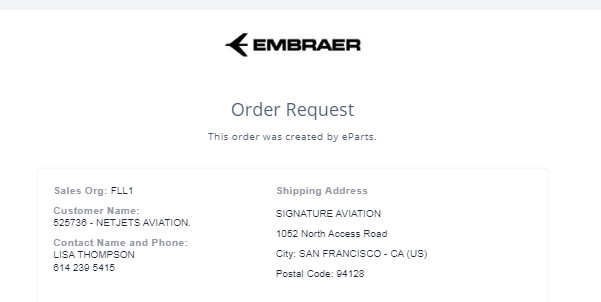 EMBRAER
Order Request
This order was created by eParts.
Sales Org: FLL1
Customer Name:
525736 - NETJETS AVIATION.
Contact Name and Phone:
LISA THOMPSON
614 239 5415
Shipping Address
SIGNATURE AVIATION
1052 North Access Road
City: SAN FRANCISCO - CA (US)
Postal Code: 94128